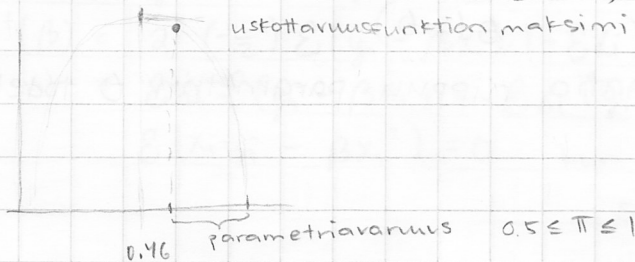 uskottavuusfunktion maksimi
parametriavaruus 0.5 ≤ π ≤ 1
0.46